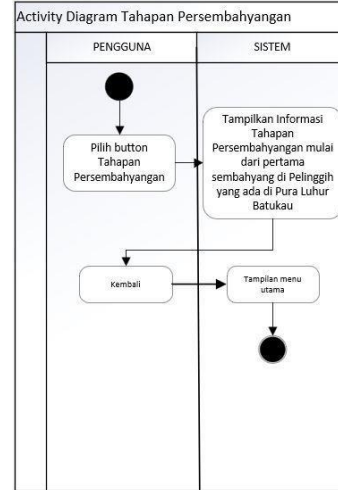 Activity Diagram Tahapan Persembahyangan
PENGGUNA
SISTEM
Pilih button
Tahapan
Persembahyangan
Tampilkan Informasi
Tahapan
Persembahyangan mulai
dari pertama
sembahyang di Pelinggih
yang ada di Pura Luhur
Batukau
Kembali
Tampilan menu
utama